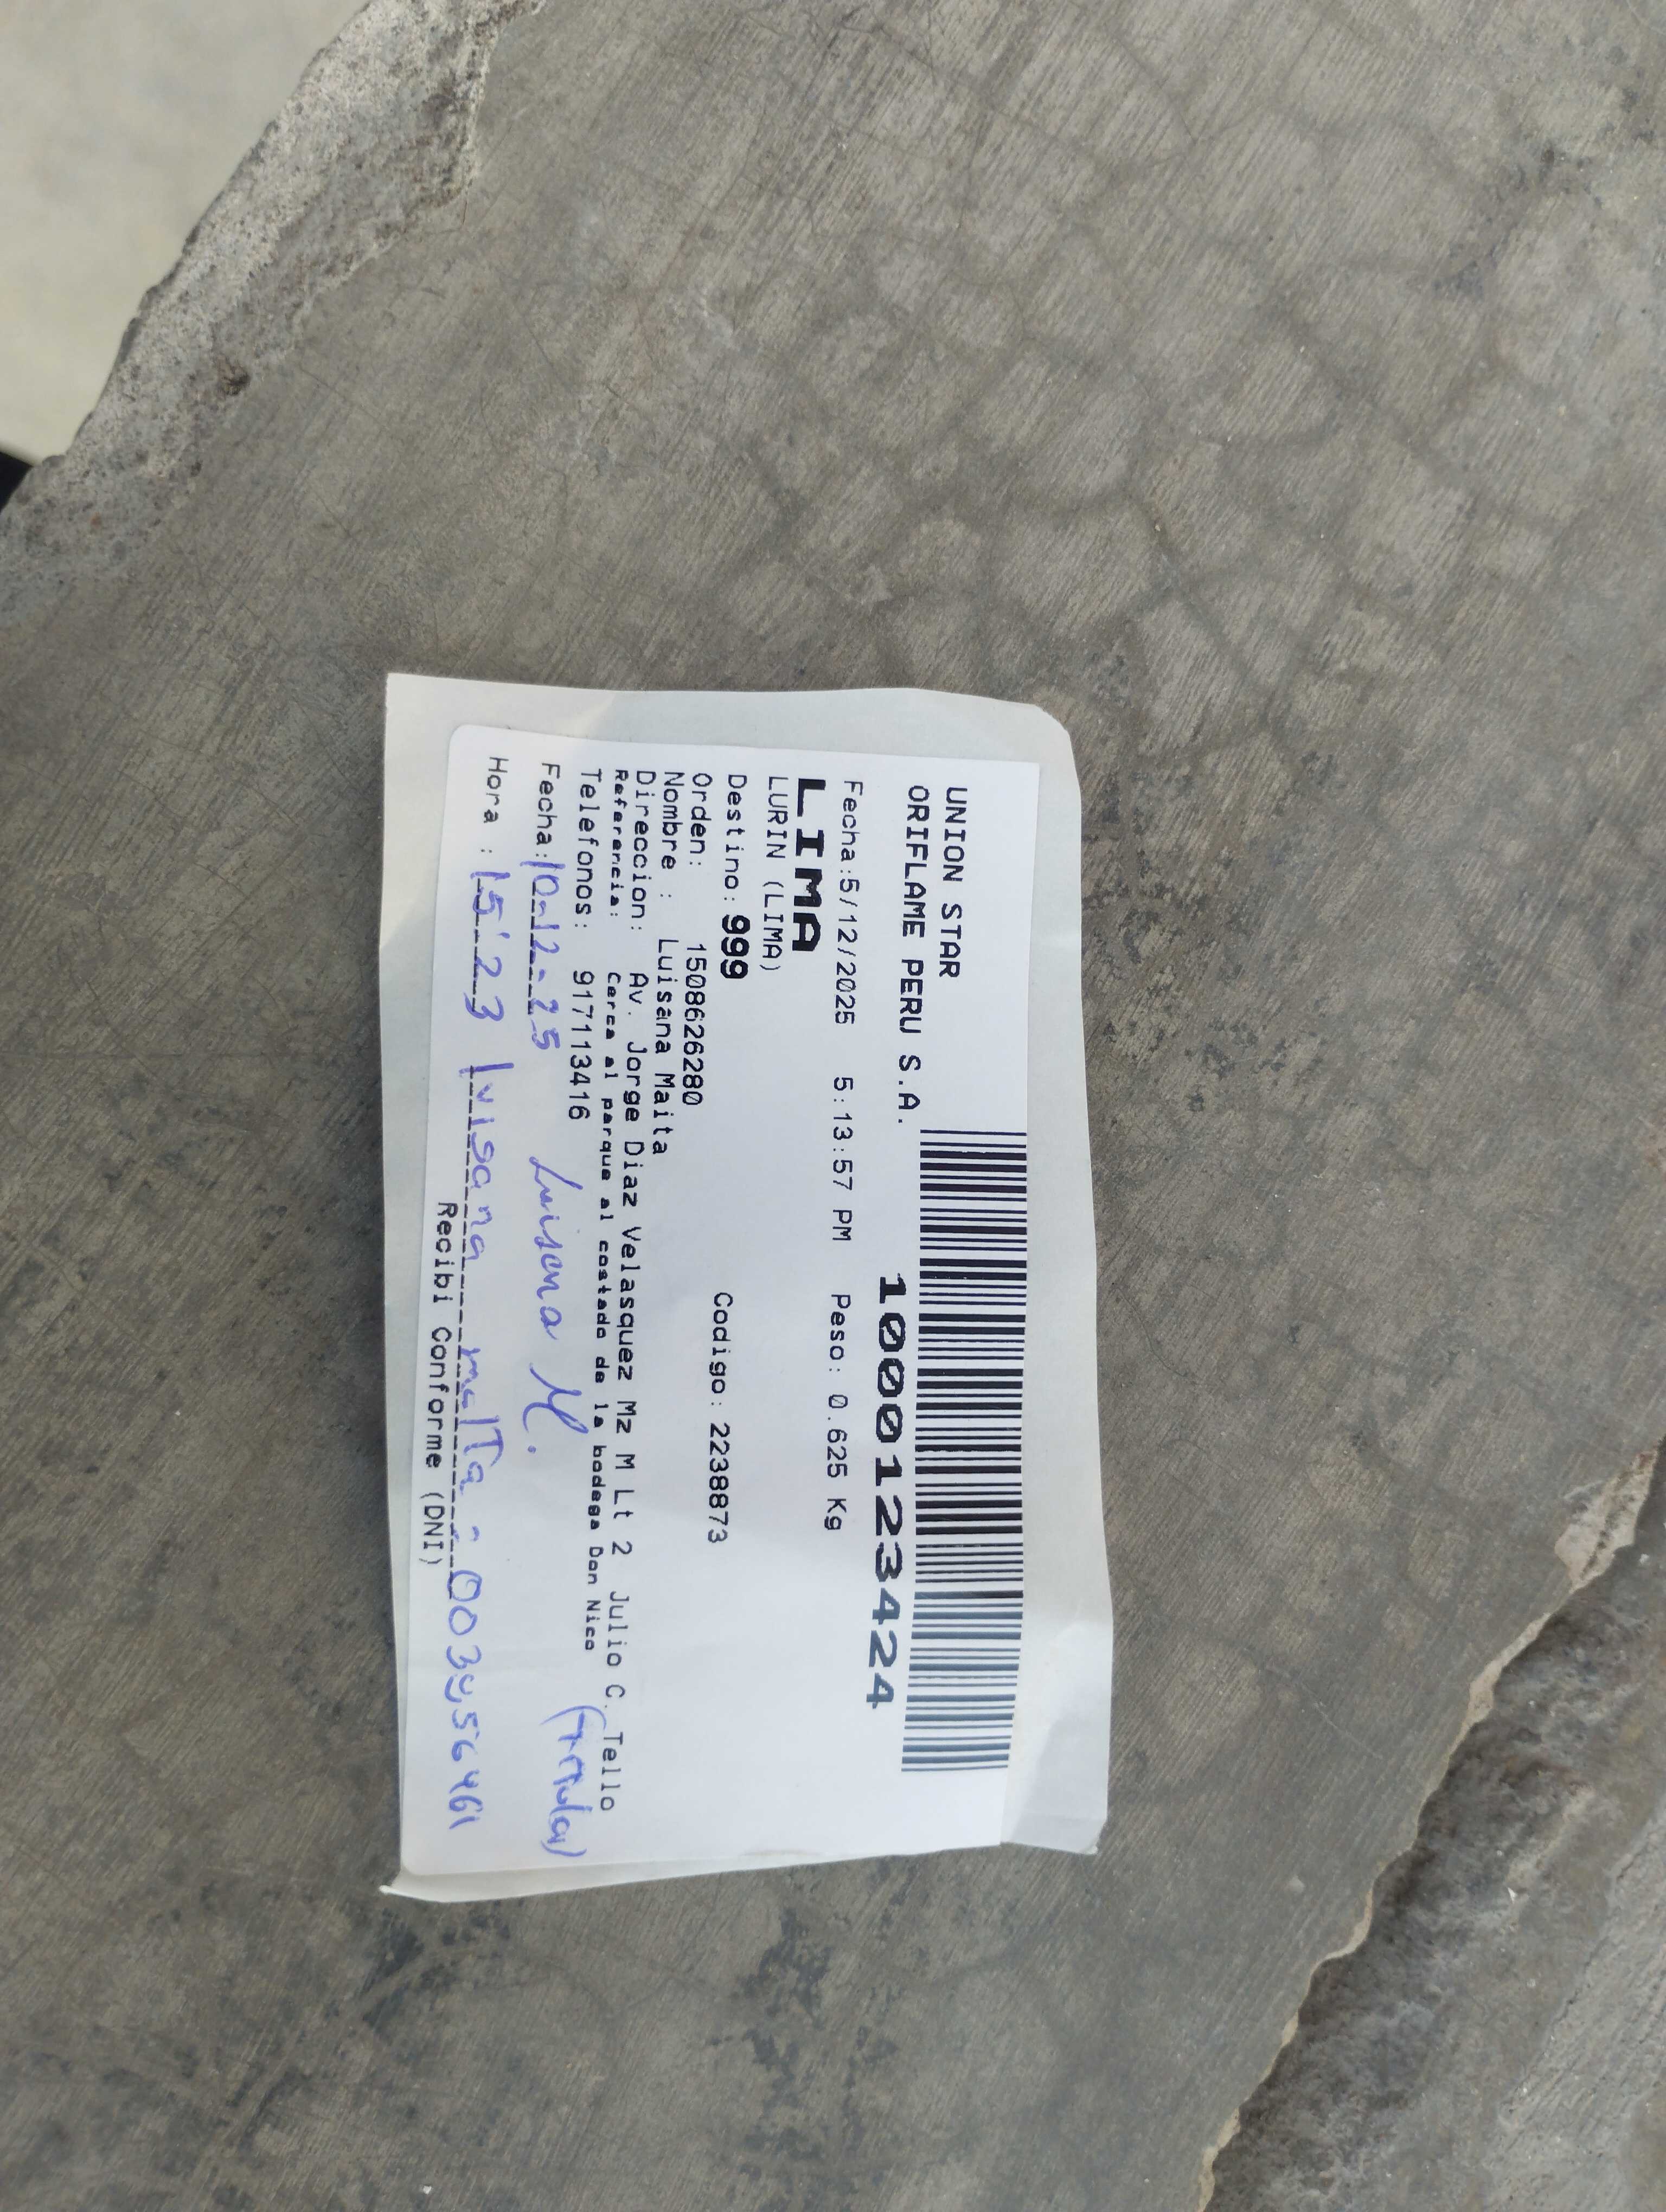 UNION STAR
ORIFLAME PERU S.A.
1000123424
Fecha:5/12/2025 5:13:57 PM Peso: 0.625 Kg
LIMA
LURIN (LIMA)
Destino: 999 Codigo: 2238873
Orden: 1508626280
Nombre : Luisana Maita
Direccion: Av. Jorge Diaz Velasquez Mz M Lt 2 Julio C. Tello
Referencia: Cerca al parque al costado de la bodega Don Nico
Telefonos: 917113416
Fecha: 10-12-25 Luisana M. (Titular)
Hora : 15:23 luisana maita
Recibi Conforme (DNI)